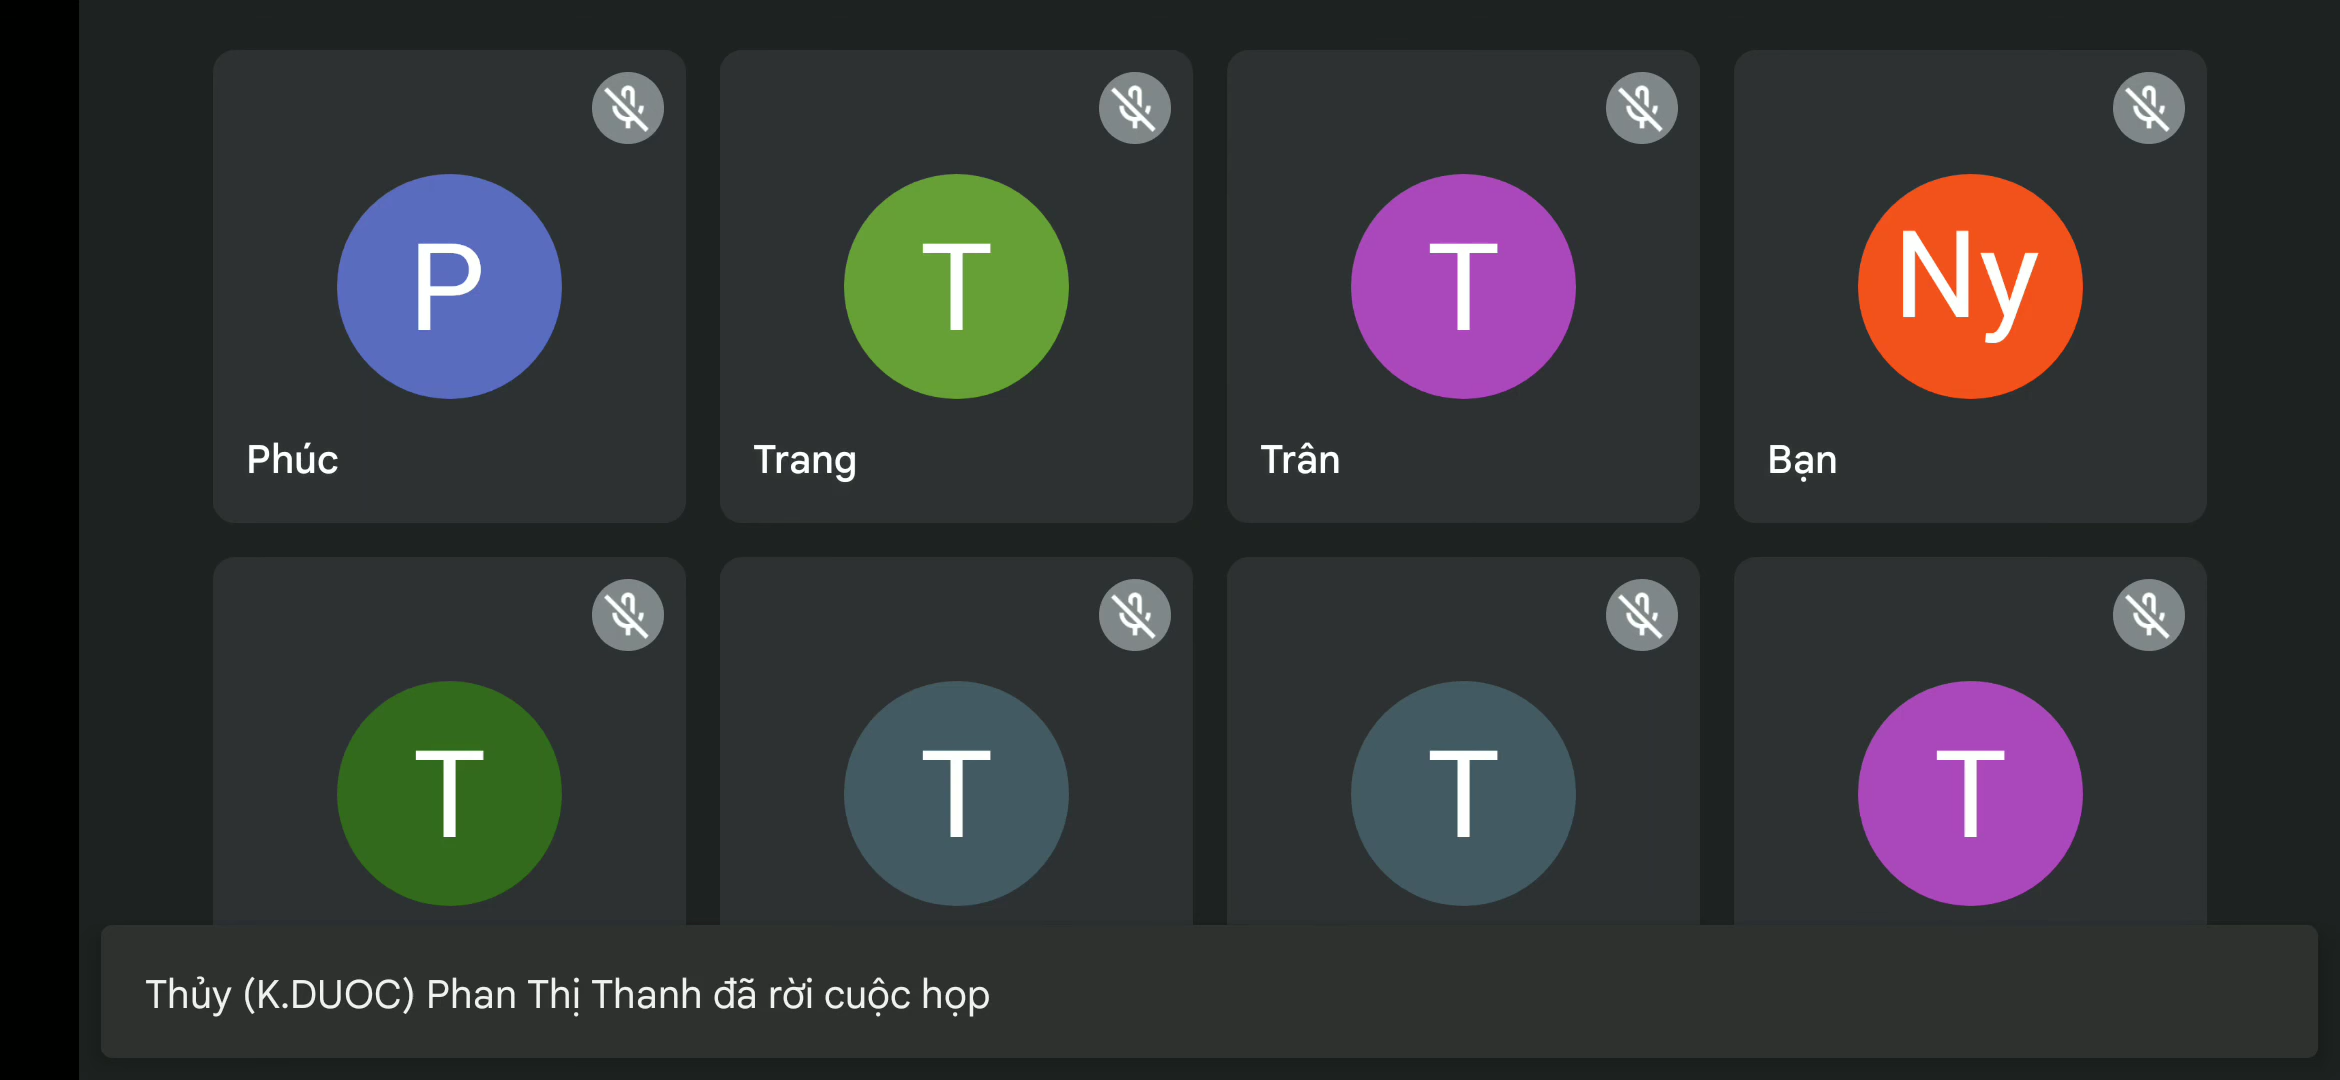 P
T
T
Ny
Phúc
Trang
Trân
Bạn
T
T
T
T
Thủy (K.DUOC) Phan Thị Thanh đã rời cuộc họp